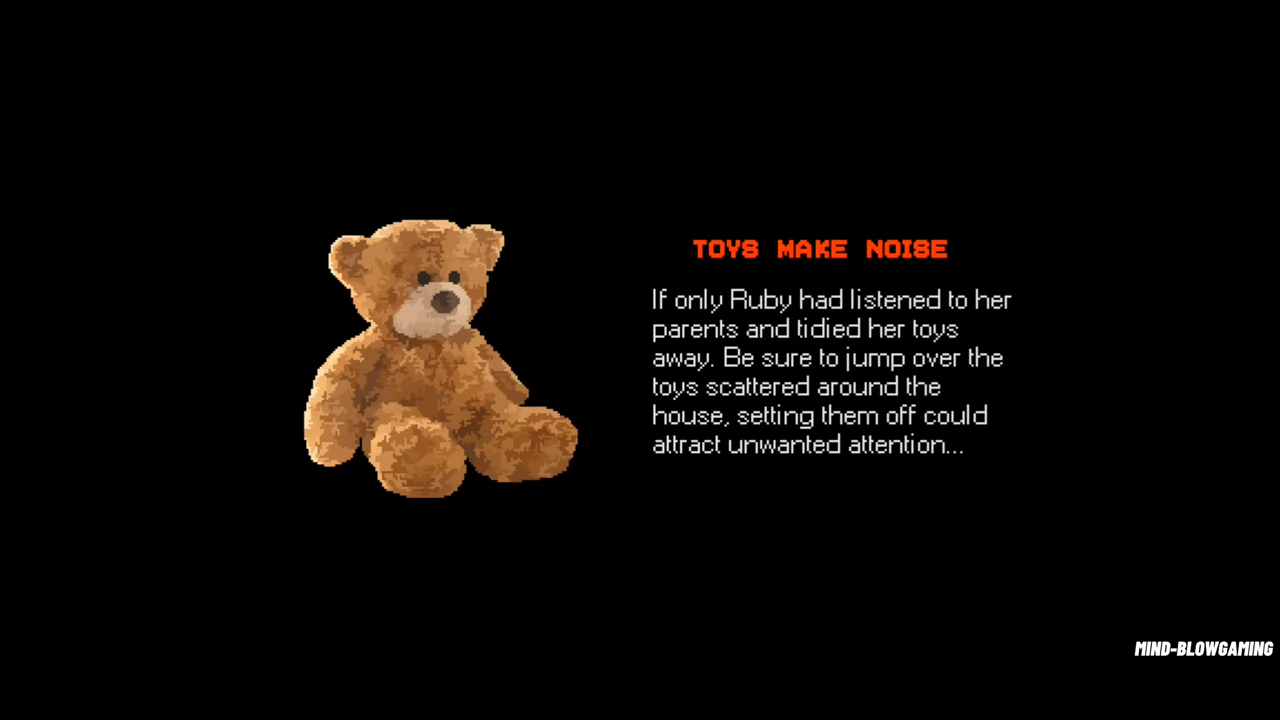 TOYS MAKE NOISE
If only Ruby had listened to her
parents and tidied her toys
away. Be sure to jump over the
toys scattered around the
house, setting them off could
attract unwanted attention...
MIND-BLOWGAMING